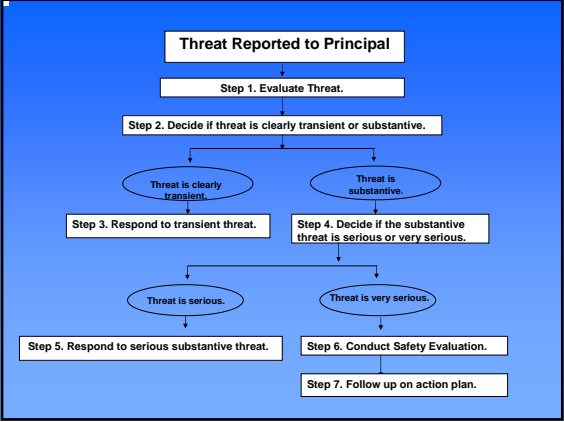 Threat Reported to Principal
Step 1. Evaluate Threat.
Step 2. Decide if threat is clearly transient or substantive.
Threat is clearly
transient.
Threat is
substantive.
Step 3. Respond to transient threat.
Step 4. Decide if the substantive
threat is serious or very serious.
Threat is serious.
Threat is very serious.
Step 5. Respond to serious substantive threat.
Step 6. Conduct Safety Evaluation.
Step 7. Follow up on action plan.